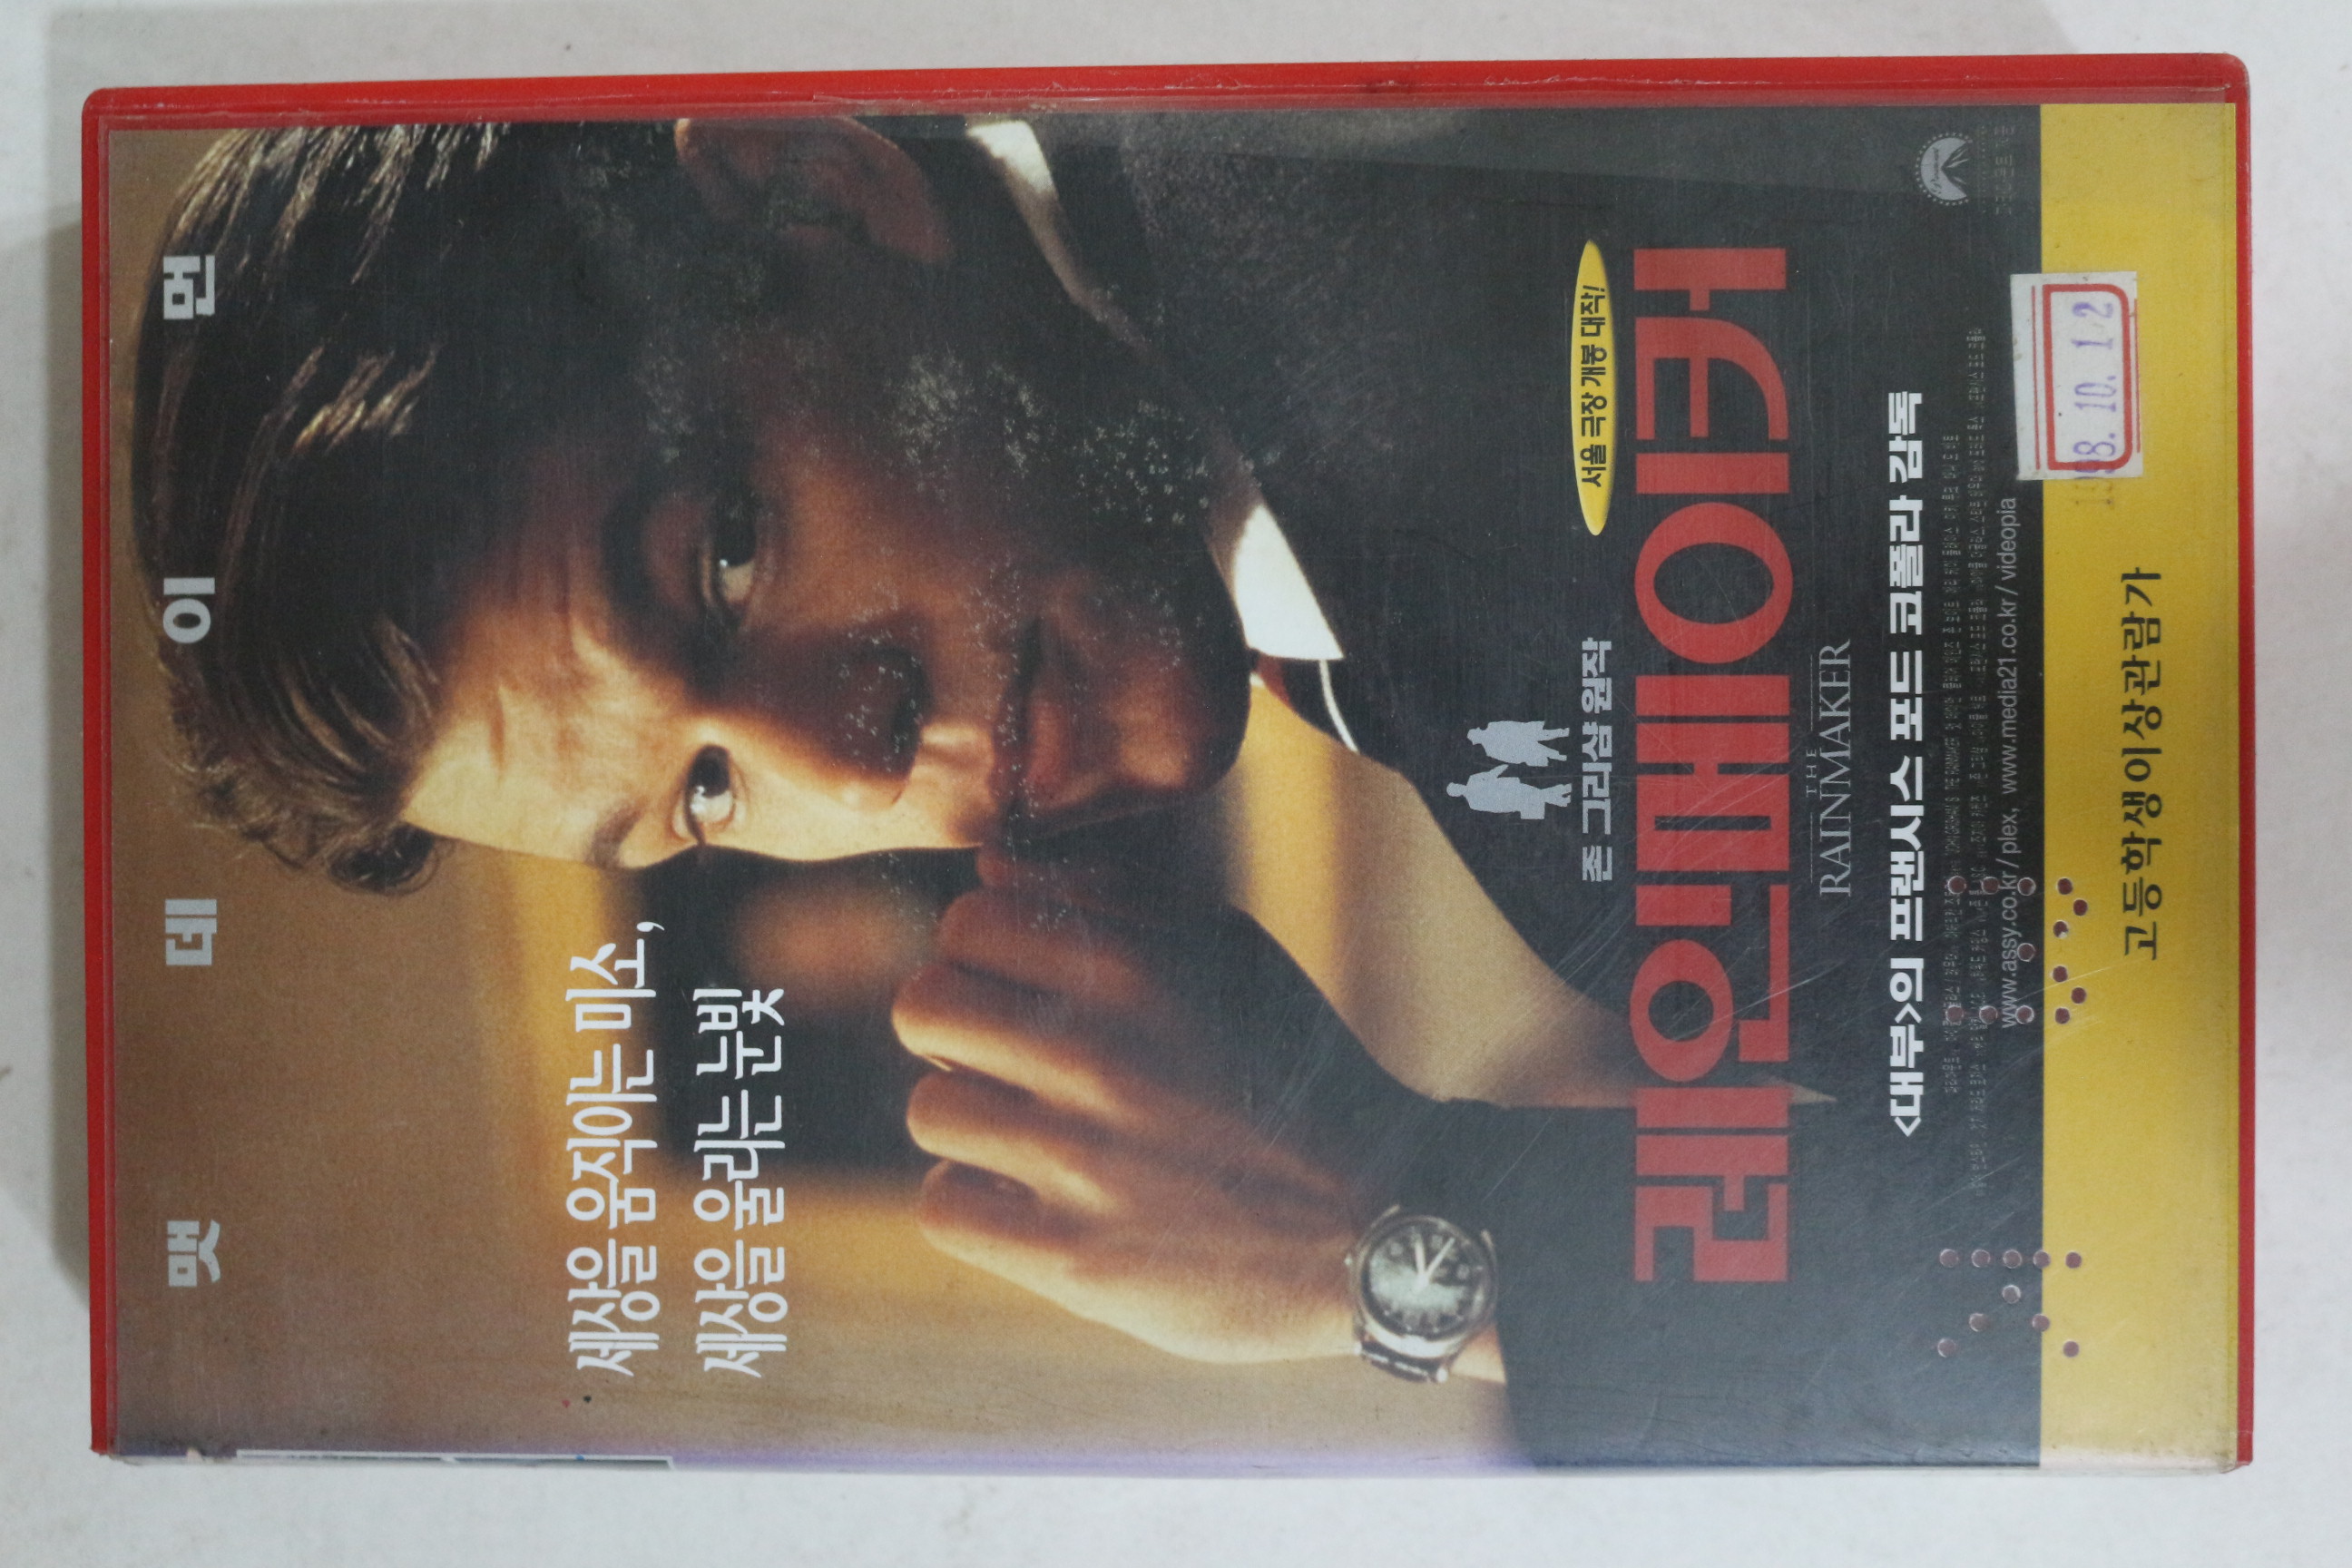 맷 데 이 먼
세상을 움직이는 미소,
세상을 울리는 눈빛
존 그리샴 원작
서울 극장 개봉 대작!
레인메이커
THE
RAINMAKER
<대부>의 프랜시스 포드 코폴라 감독
www.assy.co.kr/plex, www.media21.co.kr/videopia
고등학생이상관람가
1998. 10. 12